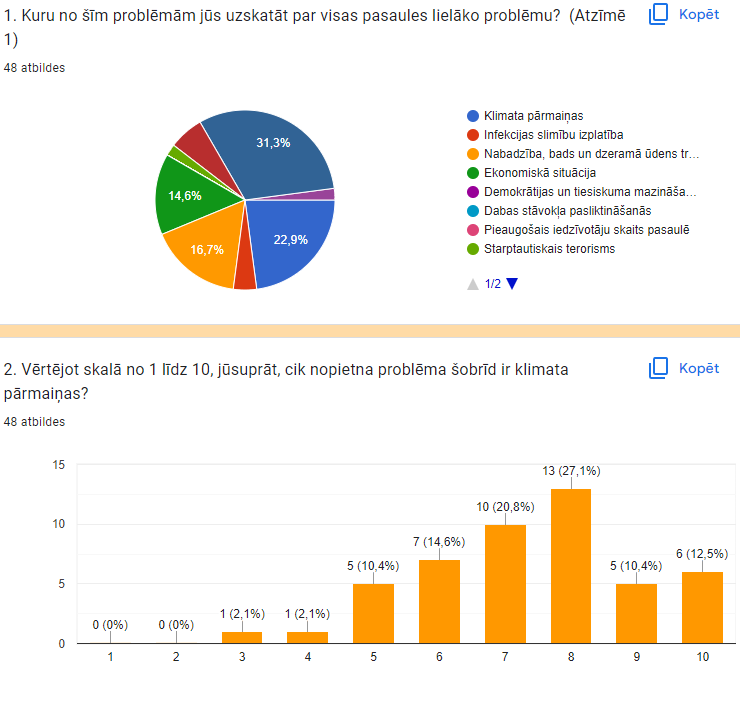 1. Kuru no šīm problēmām jūs uzskatāt par visas pasaules lielāko problēmu? (Atzīmē
1)
Kopēt
48 atbildes
31,3%
14,6%
16,7%
22,9%
Klimata pārmaiņas
Infekcijas slimību izplatība
Nabadzība, bads un dzeramā ūdens tr...
Ekonomiskā situācija
Demokrātijas un tiesiskuma mazināša...
Dabas stāvokļa pasliktināšanās
Pieaugošais iedzīvotāju skaits pasaulē
Starptautiskais terorisms
1/2
2. Vērtējot skalā no 1 līdz 10, jūsuprāt, cik nopietna problēma šobrīd ir klimata
pārmaiņas?
Kopēt
48 atbildes
15
10
5
0
0 (0%)
0 (0%)
1 (2,1%)
1 (2,1%)
5 (10,4%)
7 (14,6%)
10 (20,8%)
13 (27,1%)
5 (10,4%)
6 (12,5%)
1 2 3 4 5 6 7 8 9 10